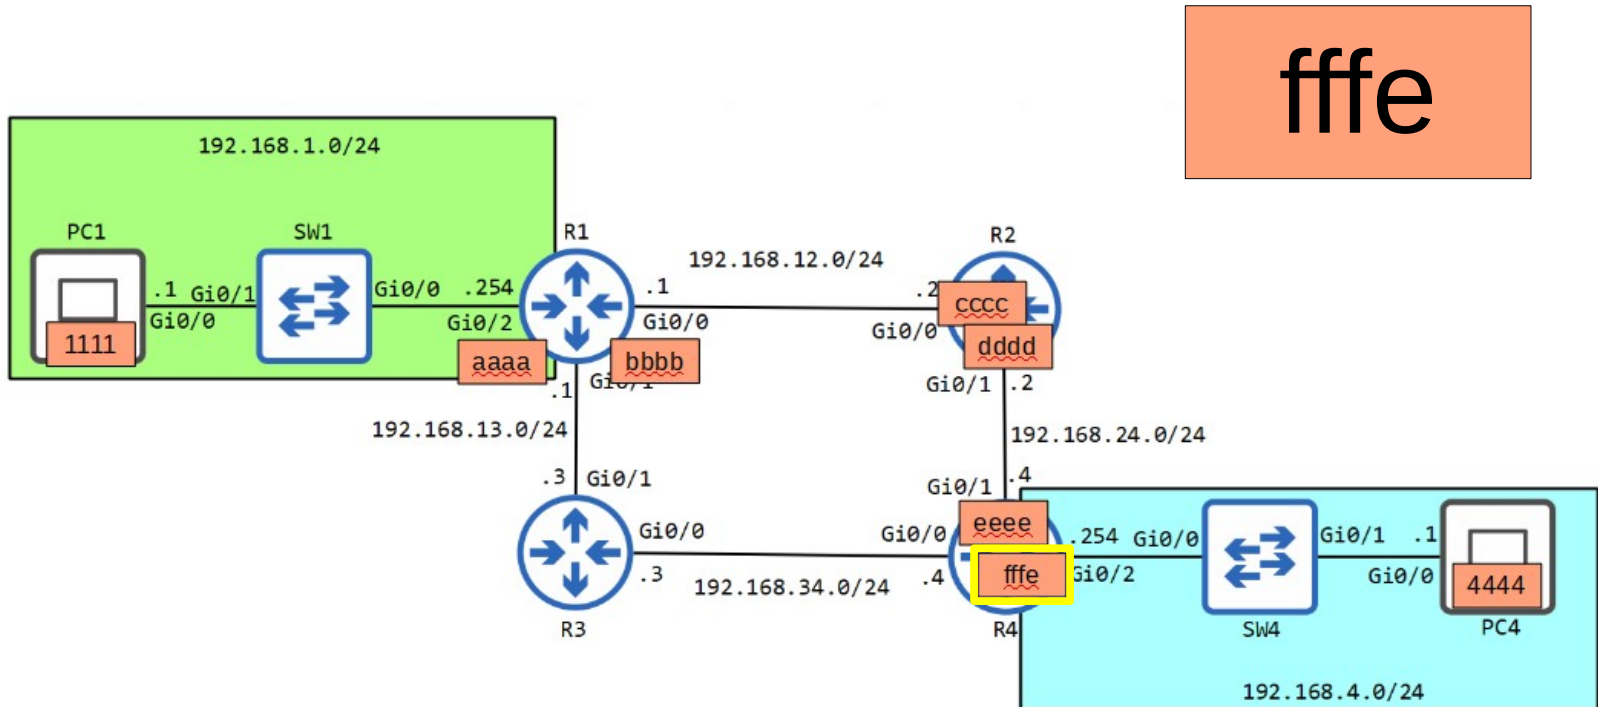 fffe
192.168.1.0/24
PC1
SW1
R1
R2
192.168.12.0/24
.1
Gi0/1
Gi0/0
.254
.1
.2
Gi0/0
Gi0/2
Gi0/0
Gi0/0
1111
aaaa
bbbb
cccc
dddd
.1
Gi0/1
Gi0/1
.2
192.168.13.0/24
192.168.24.0/24
.3
Gi0/1
Gi0/1
.4
Gi0/0
Gi0/0
eeee
.254
Gi0/0
Gi0/1
.1
.3
192.168.34.0/24
.4
fffe
Gi0/2
Gi0/0
4444
R3
R4
SW4
PC4
192.168.4.0/24